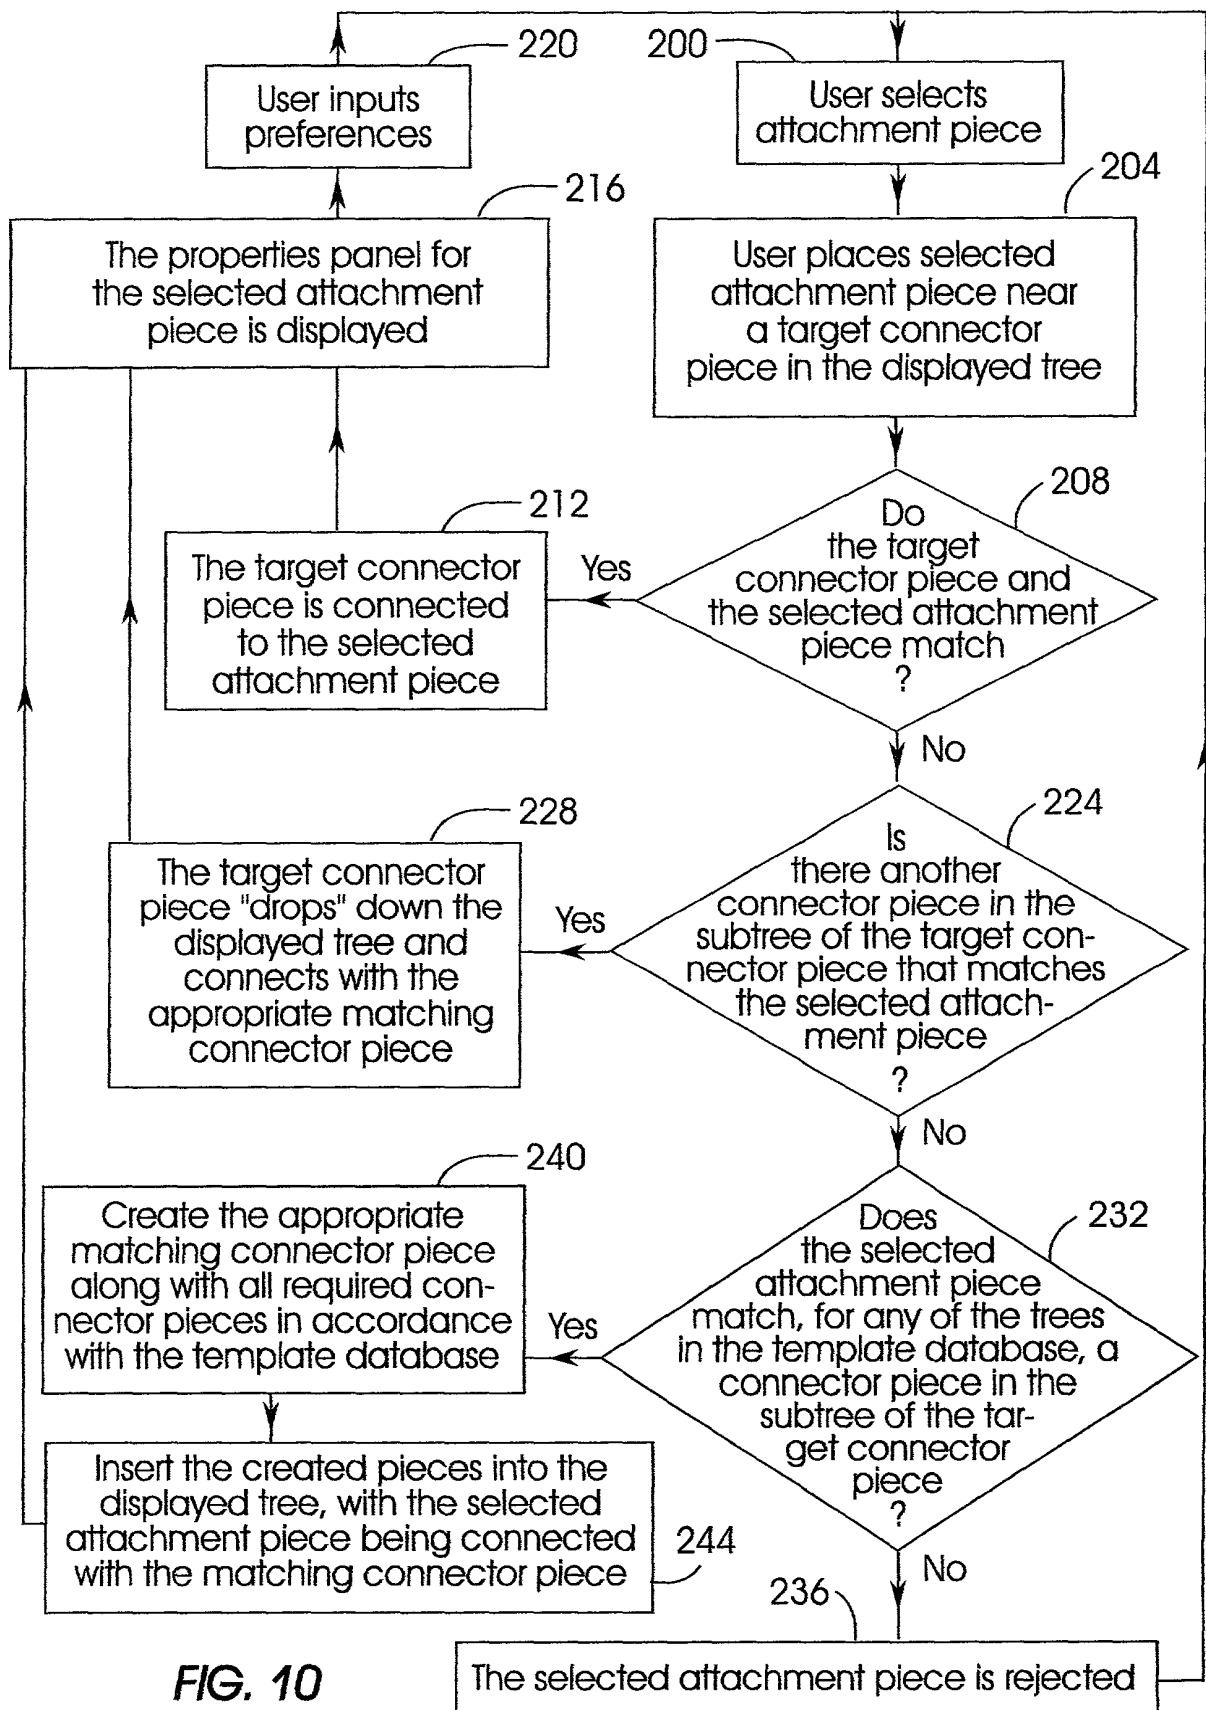 220
User inputs
preferences
200
User selects
attachment piece
216
The properties panel for
the selected attachment
piece is displayed
204
User places selected
attachment piece near
a target connector
piece in the displayed tree
208
Do
the target
connector piece and
the selected attachment
piece match
?
Yes
212
The target connector
piece is connected
to the selected
attachment piece
No
224
Is
there another
connector piece in the
subtree of the target con-
nector piece that matches
the selected attach-
ment piece
?
Yes
228
The target connector
piece "drops" down the
displayed tree and
connects with the
appropriate matching
connector piece
No
232
Does
the selected
attachment piece
match, for any of the trees
in the template database, a
connector piece in the
subtree of the tar-
get connector
piece
?
Yes
240
Create the appropriate
matching connector piece
along with all required con-
nector pieces in accordance
with the template database
Insert the created pieces into the
displayed tree, with the selected
attachment piece being connected
with the matching connector piece
244
No
236
The selected attachment piece is rejected
FIG. 10